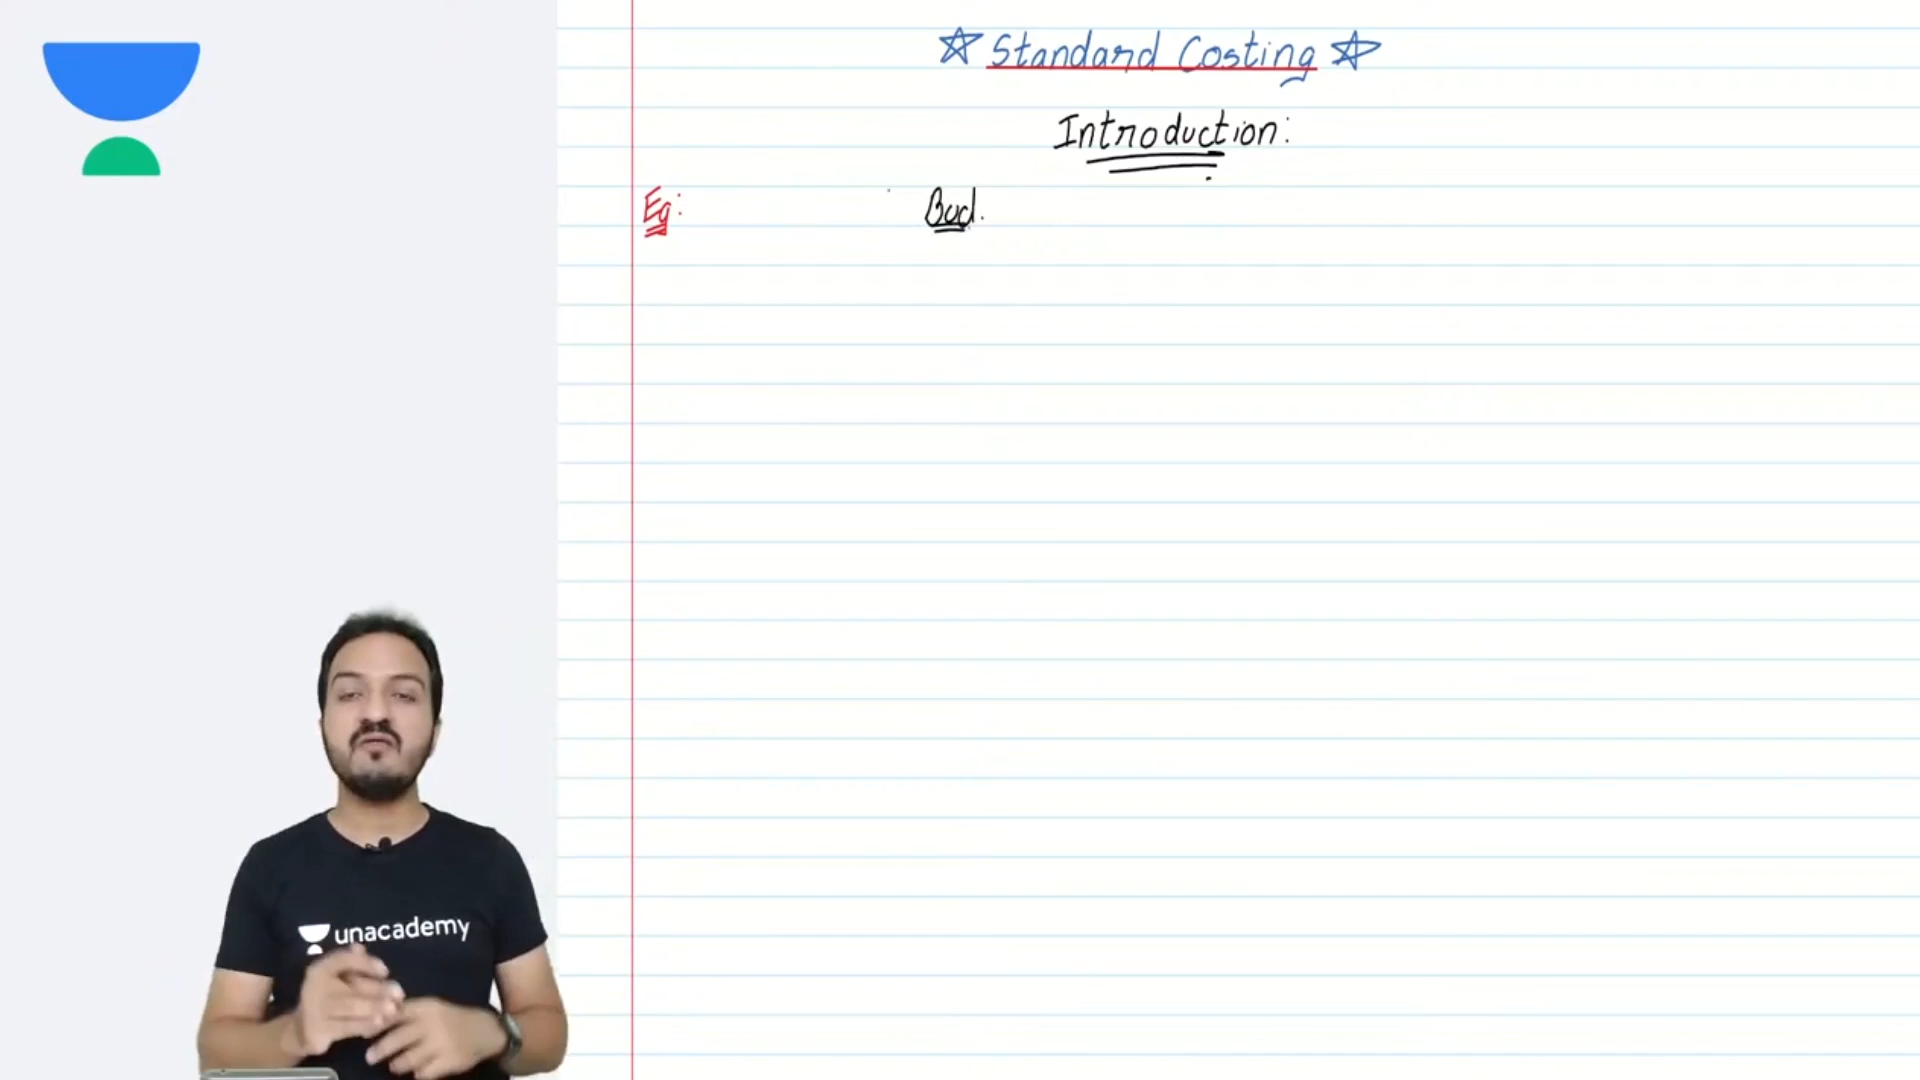 ☆ Standard Costing ☆
Introduction:
Eg:
Bud.
unacademy